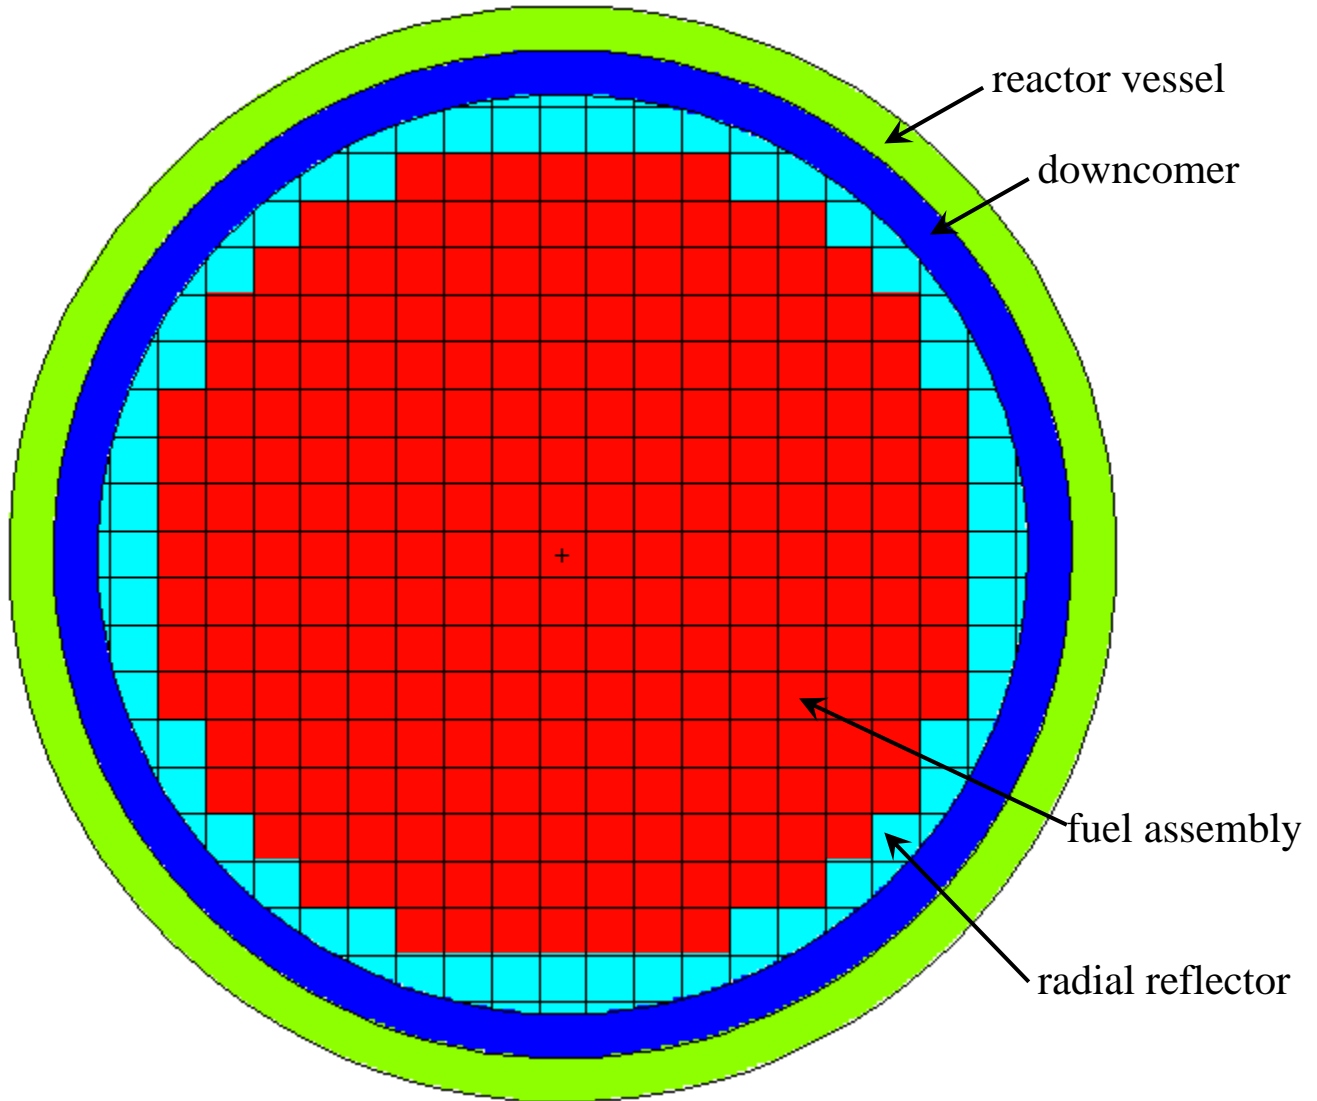 reactor vessel
downcomer
fuel assembly
radial reflector